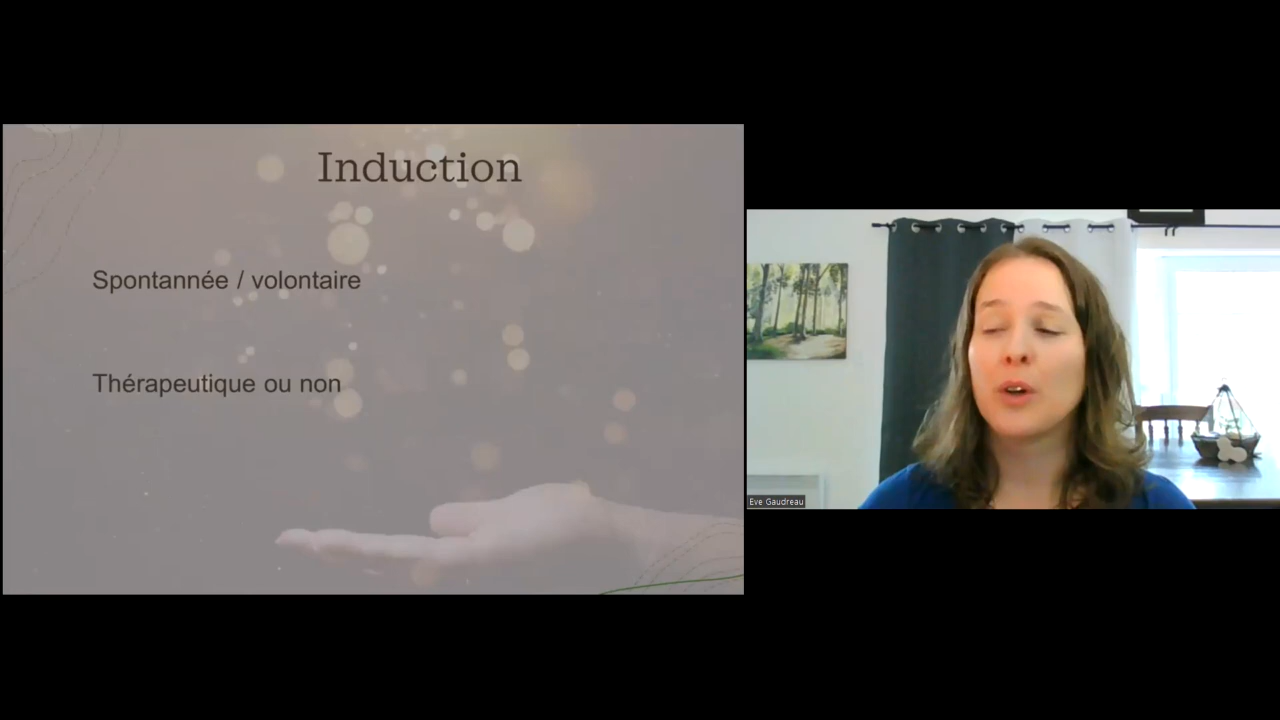 Induction
Spontannée / volontaire
Thérapeutique ou non
Eve Gaudreau